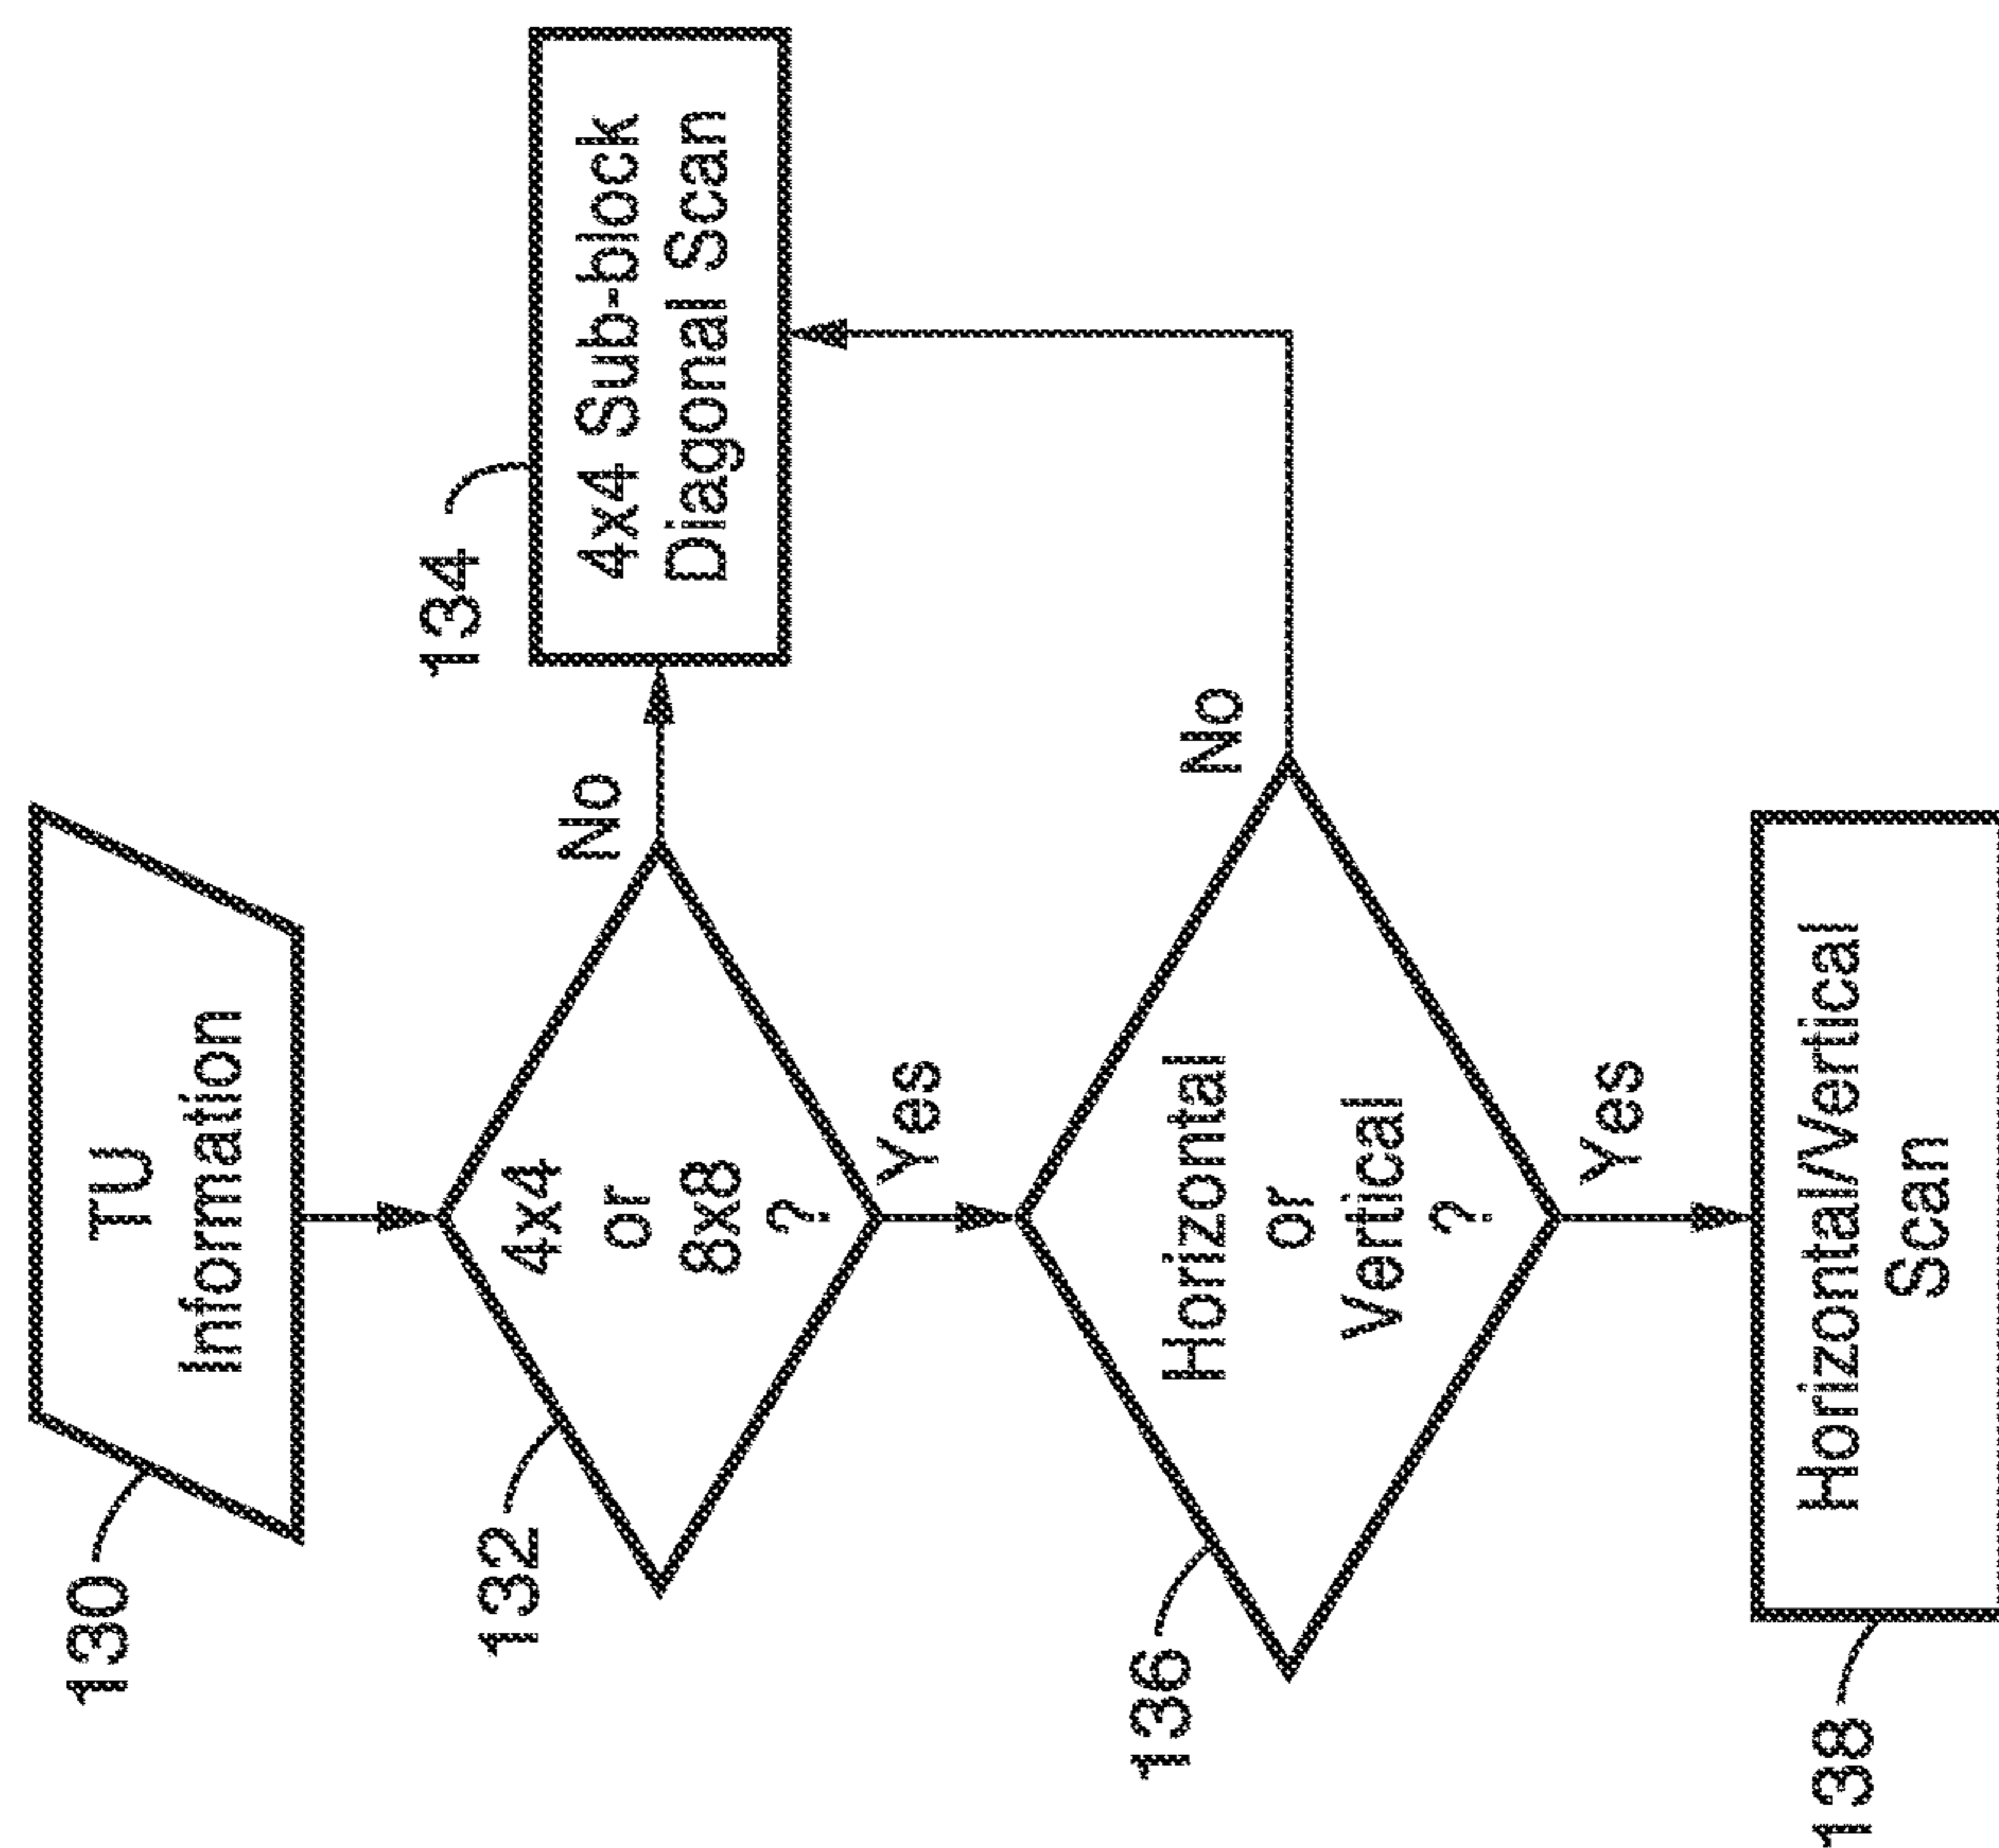 130
TU
Information
132
4x4
or
8x8
?
No
Yes
134
4x4 Sub-block
Diagonal Scan
136
Horizontal
or
Vertical
?
No
Yes
138
Horizontal/Vertical
Scan